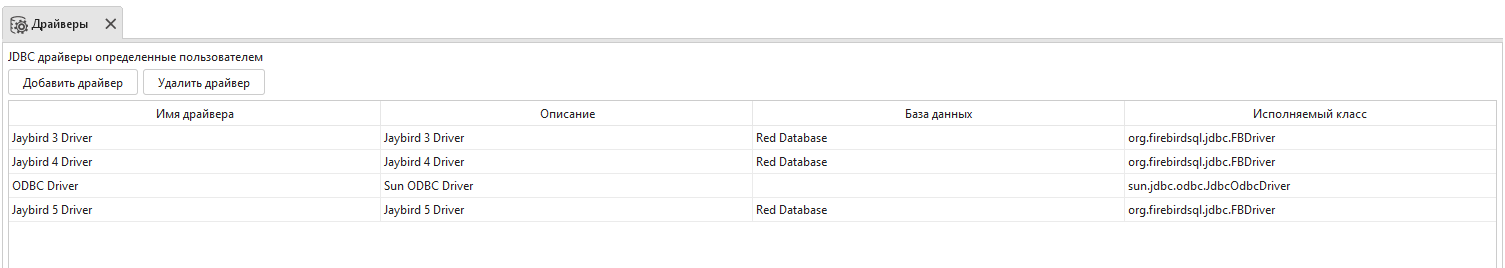 Драйверы
JDBC драйверы определенные пользователем
Добавить драйвер Удалить драйвер
Имя драйвера Описание База данных Исполняемый класс
Jaybird 3 Driver Jaybird 3 Driver Red Database org.firebirdsql.jdbc.FBDriver
Jaybird 4 Driver Jaybird 4 Driver Red Database org.firebirdsql.jdbc.FBDriver
ODBC Driver Sun ODBC Driver sun.jdbc.odbc.JdbcOdbcDriver
Jaybird 5 Driver Jaybird 5 Driver Red Database org.firebirdsql.jdbc.FBDriver